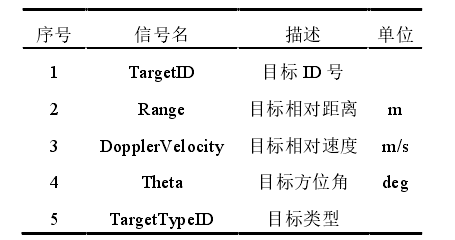 序号 信号名 描述 单位
1 TargetID 目标 ID 号
2 Range 目标相对距离 m
3 DopplerVelocity 目标相对速度 m/s
4 Theta 目标方位角 deg
5 TargetTypeID 目标类型